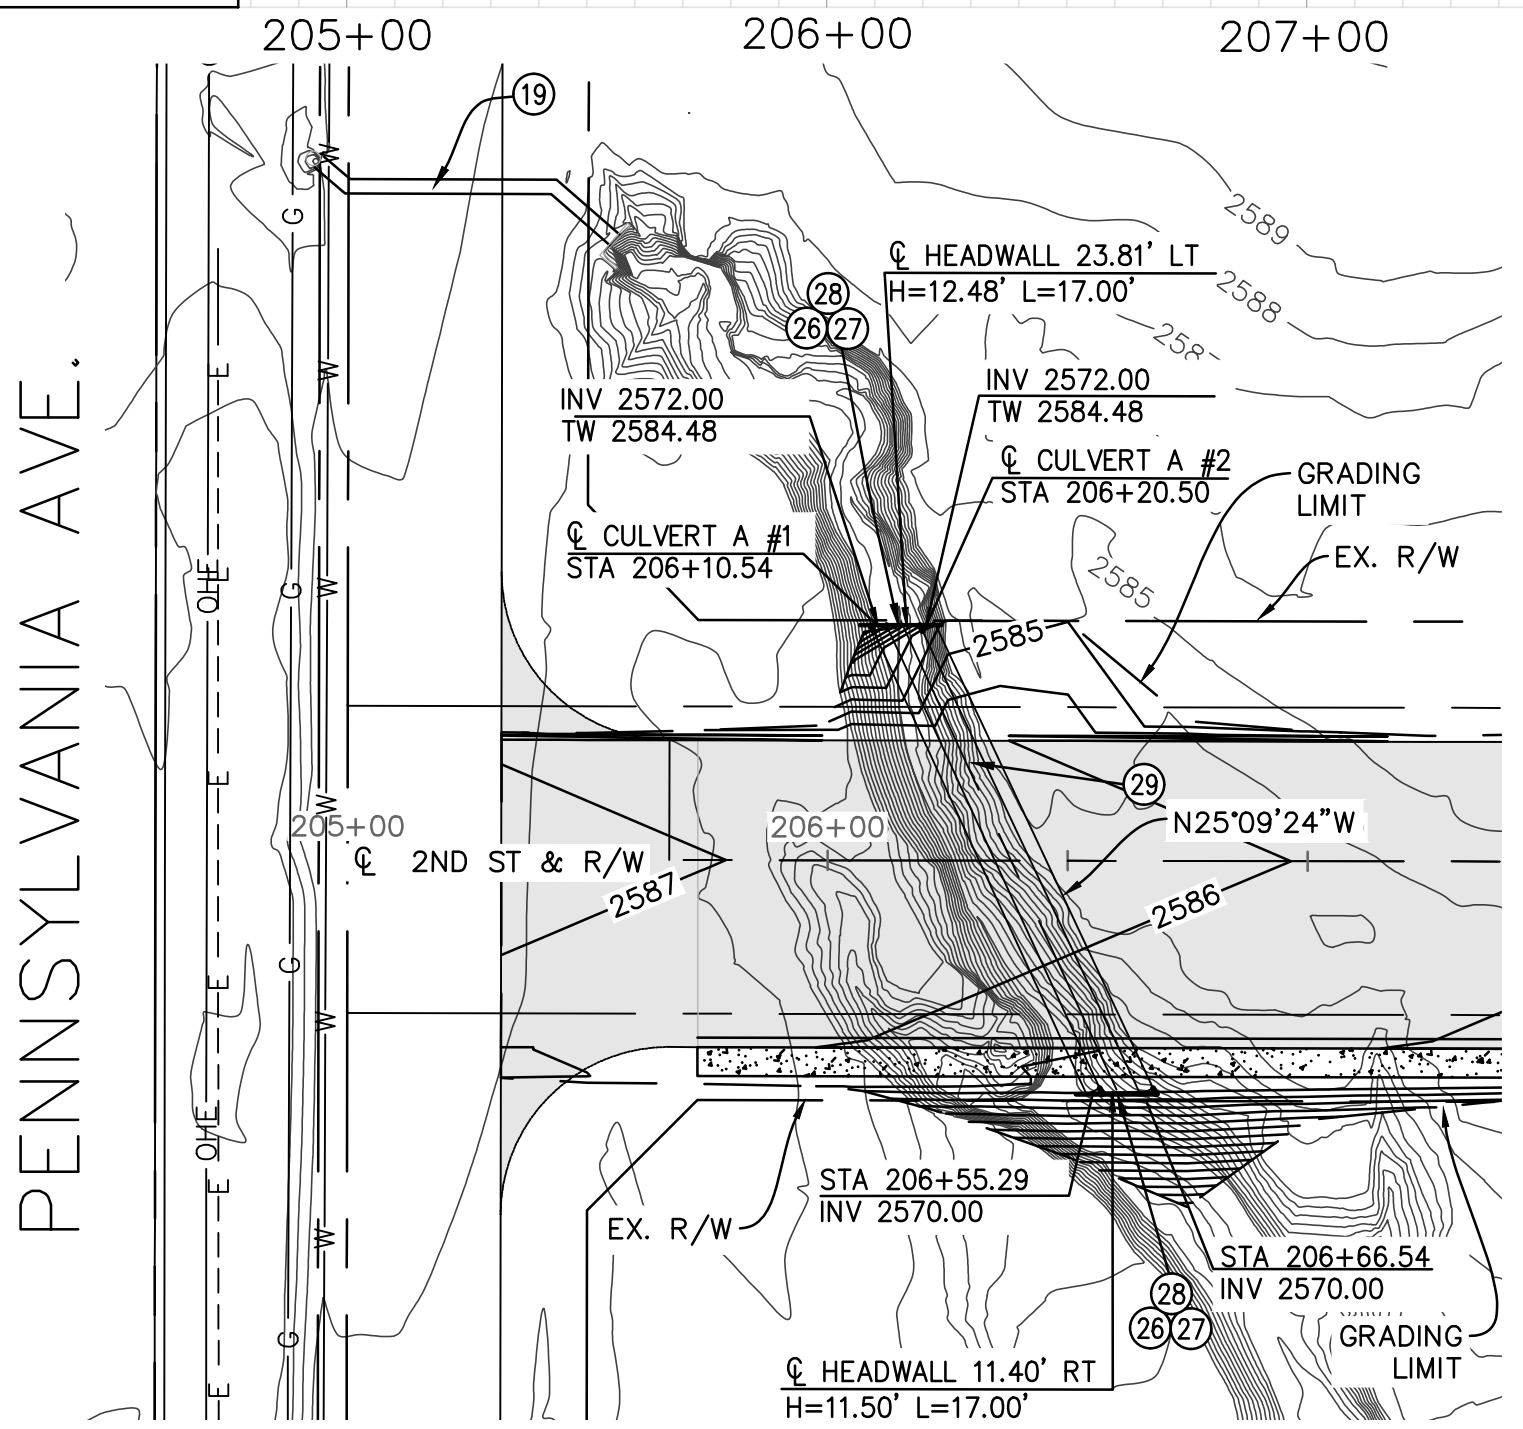 205+00
206+00
207+00
19
W
G
2589
2588
℄ HEADWALL 23.81' LT
H=12.48' L=17.00'
28
26
27
E
W
INV 2572.00
TW 2584.48
INV 2572.00
TW 2584.48
℄ CULVERT A #2
STA 206+20.50
GRADING
LIMIT
℄ CULVERT A #1
STA 206+10.54
EX. R/W
2585
OHE
E
G
W
2585
PENNSYLVANIA AVE.
E
W
29
205+00
206+00
N25°09'24"W
℄ 2ND ST & R/W
2587
2586
G
E
W
OHE
E
STA 206+55.29
INV 2570.00
EX. R/W
W
STA 206+66.54
INV 2570.00
28
26
27
G
GRADING
LIMIT
E
℄ HEADWALL 11.40' RT
H=11.50' L=17.00'